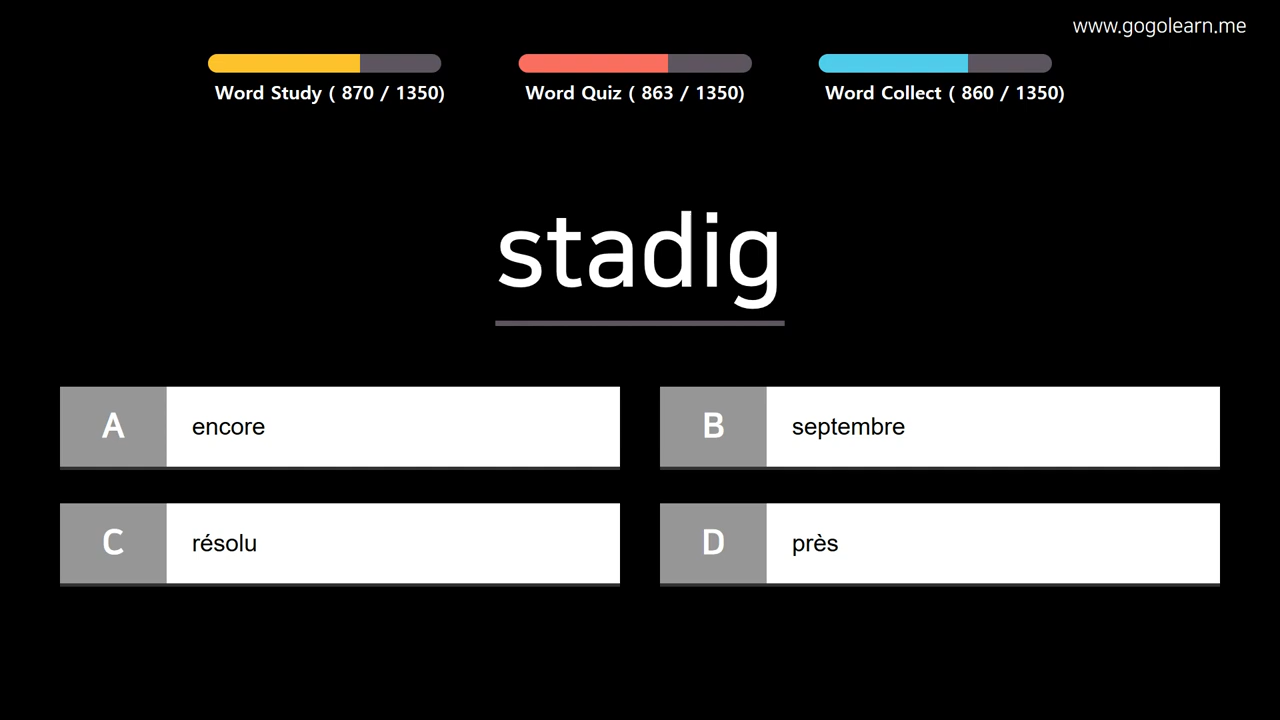 www.gogolearn.me
Word Study ( 870 / 1350)
Word Quiz ( 863 / 1350)
Word Collect ( 860 / 1350)
stadig
A encore
B septembre
C résolu
D près